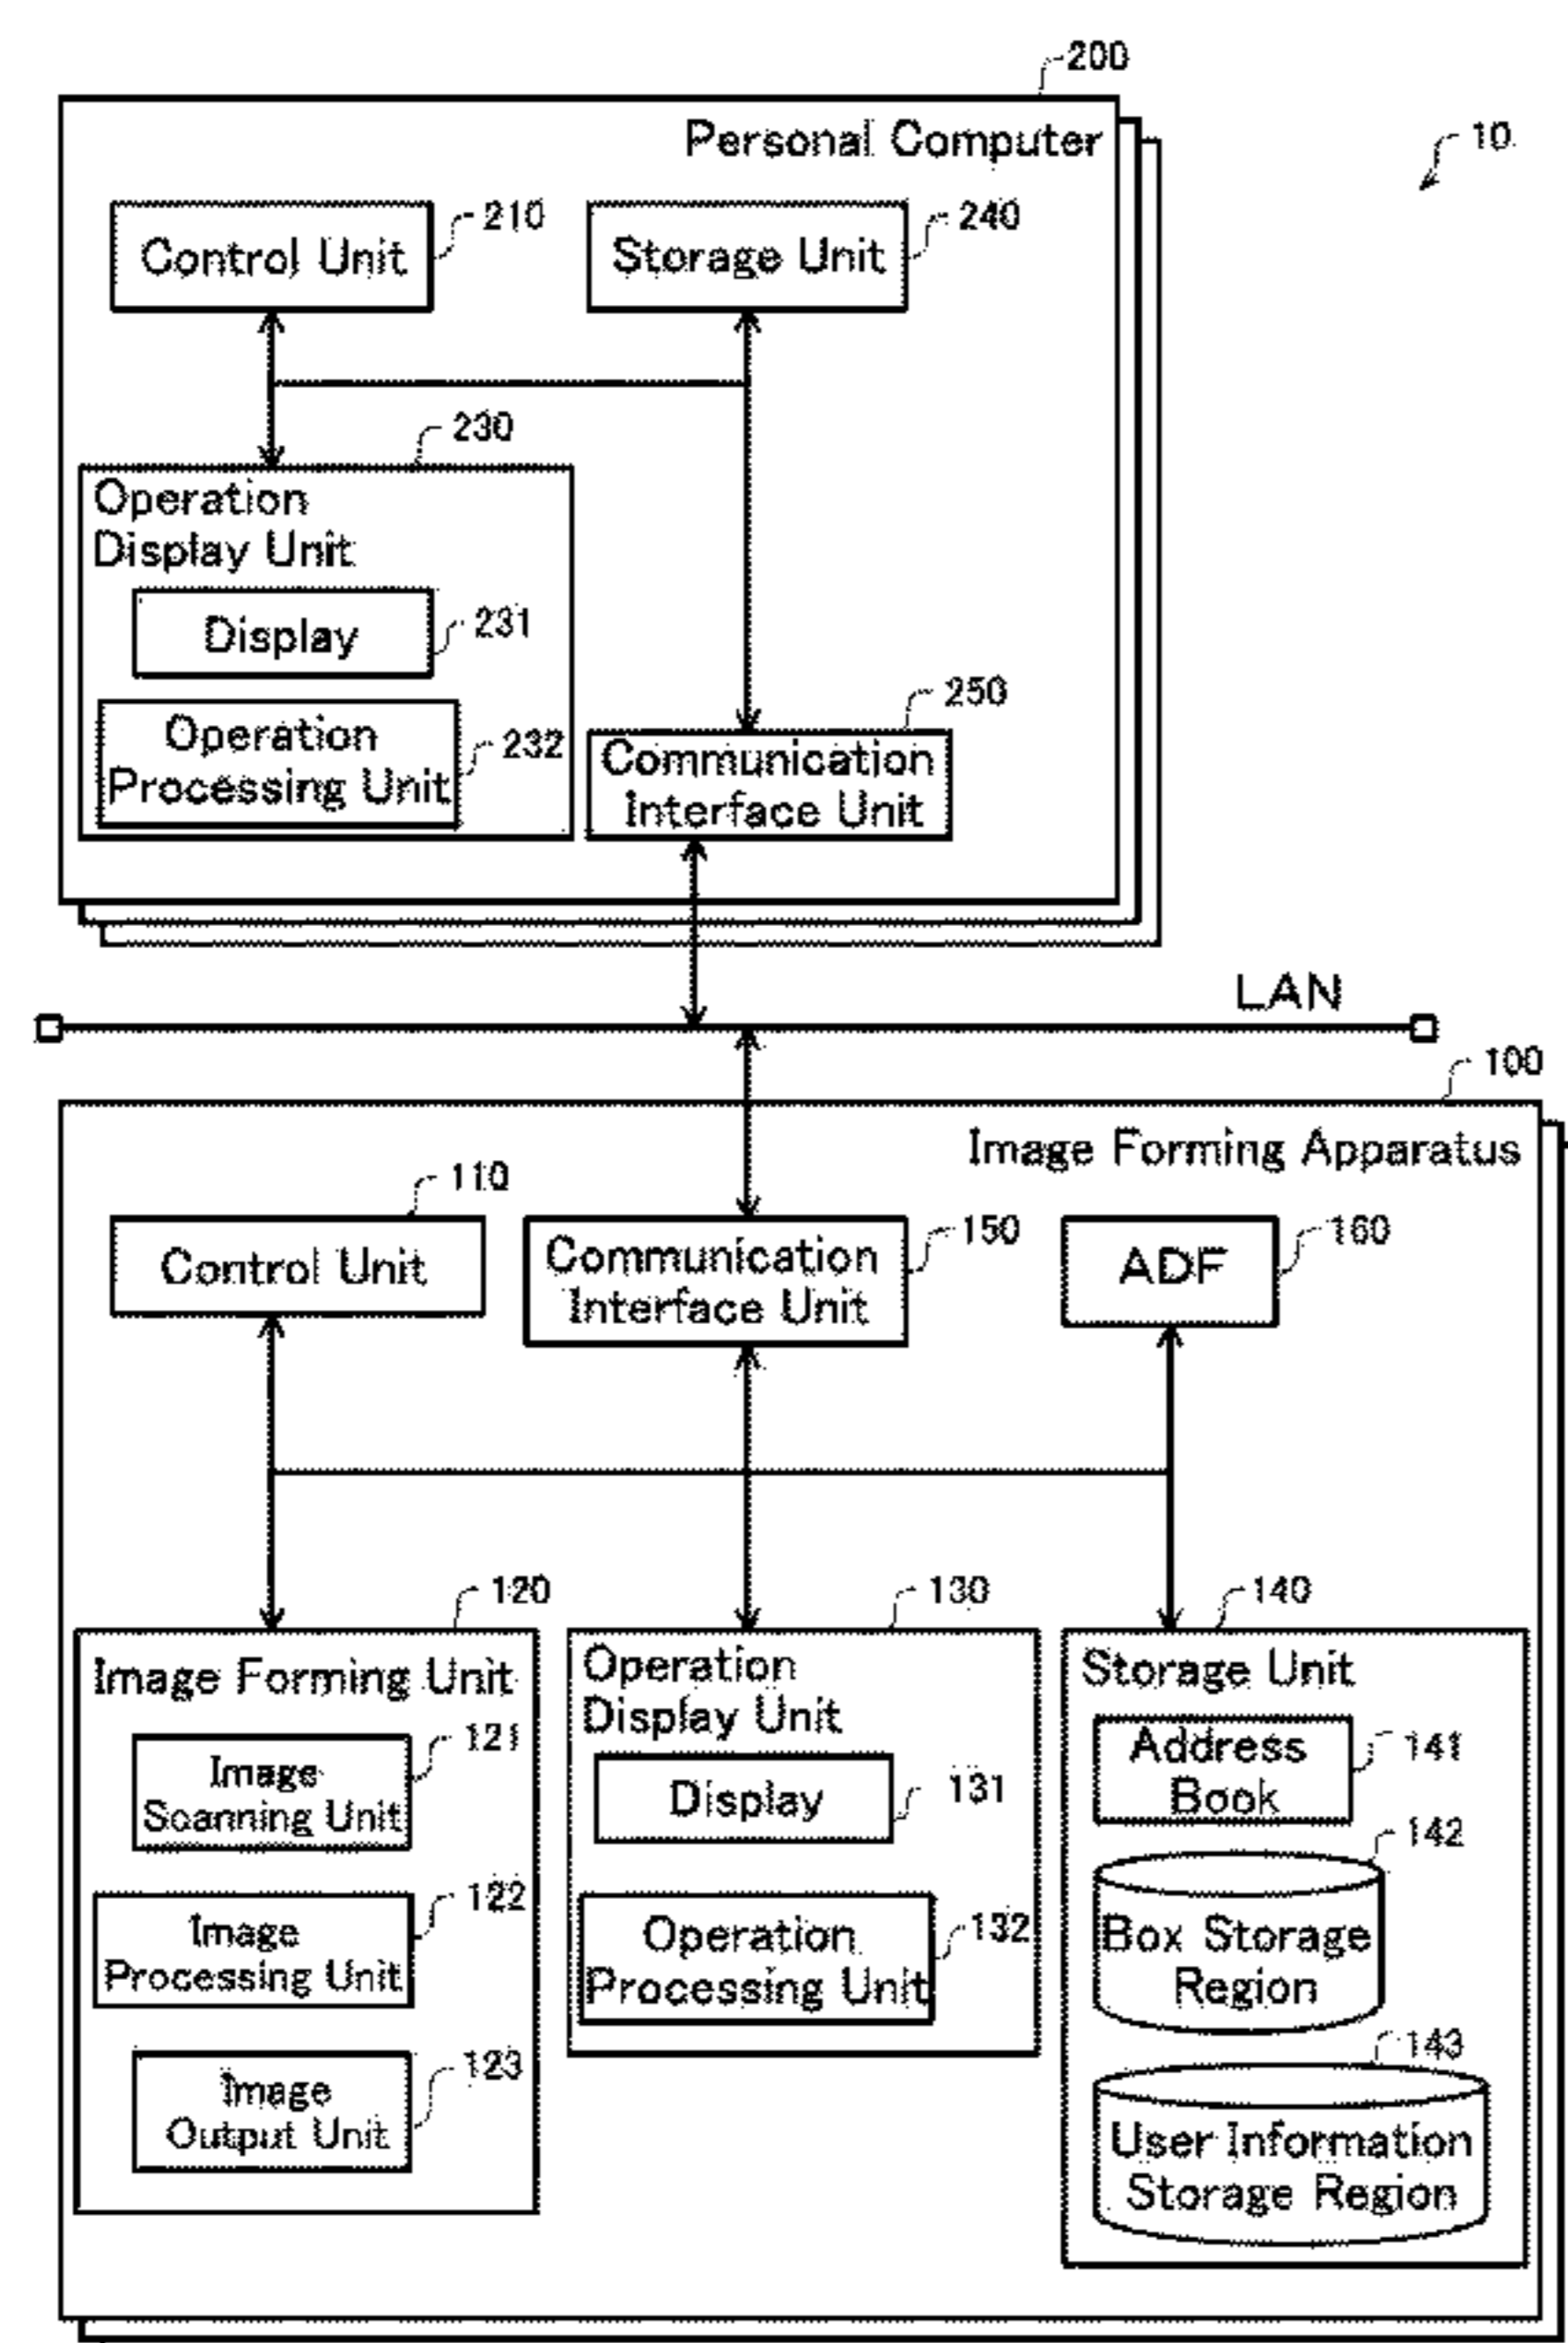 200
Personal Computer
10
Control Unit
210
Storage Unit
240
230
Operation
Display Unit
Display
231
Operation
Processing Unit
232
250
Communication
Interface Unit
LAN
100
Image Forming Apparatus
110
Control Unit
Communication
Interface Unit
150
ADF
160
120
Image Forming Unit
Image
Scanning Unit
121
Image
Processing Unit
122
Image
Output Unit
123
130
Operation
Display Unit
Display
131
Operation
Processing Unit
132
140
Storage Unit
Address
Book
141
142
Box Storage
Region
143
User Information
Storage Region